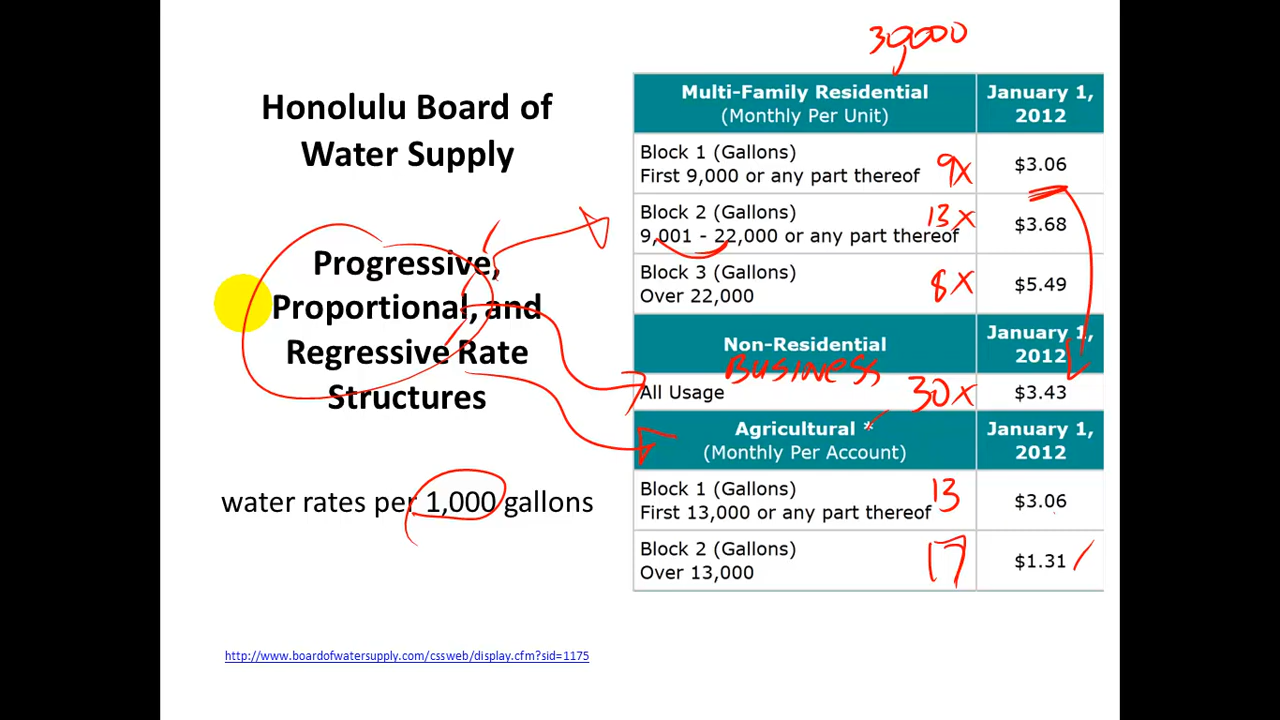 Honolulu Board of
Water Supply
Progressive,
Proportional, and
Regressive Rate
Structures
water rates per 1,000 gallons
http://www.boardofwatersupply.com/cssweb/display.cfm?sid=1175
30,000
Multi-Family Residential
(Monthly Per Unit)
January 1,
2012
Block 1 (Gallons)
First 9,000 or any part thereof
9x
$3.06
Block 2 (Gallons)
9,001 - 22,000 or any part thereof
13x
$3.68
Block 3 (Gallons)
Over 22,000
8x
$5.49
Non-Residential
BUSINESS
January 1,
2012
All Usage
30x
$3.43
Agricultural *
(Monthly Per Account)
January 1,
2012
Block 1 (Gallons)
First 13,000 or any part thereof
13
$3.06
Block 2 (Gallons)
Over 13,000
17
$1.31